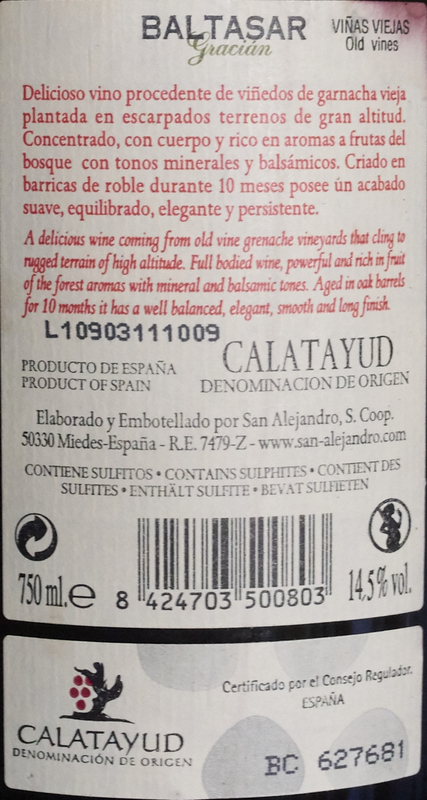 BALTASAR
Gracián
VIÑAS VIEJAS
Old vines
Delicioso vino procedente de viñedos de garnacha vieja
plantada en escarpados terrenos de gran altitud.
Concentrado, con cuerpo y rico en aromas a frutas del
bosque con tonos minerales y balsámicos. Criado en
barricas de roble durante 10 meses posee ún acabado
suave, equilibrado, elegante y persistente.
A delicious wine coming from old vine grenache vineyards that cling to
rugged terrain of high altitude. Full bodied wine, powerful and rich in fruit
of the forest aromas with mineral and balsamic tones. Aged in oak barrels
for 10 months it has a well balanced, elegant, smooth and long finish.
L10903111009
PRODUCTO DE ESPAÑA
PRODUCT OF SPAIN
CALATAYUD
DENOMINACION DE ORIGEN
Elaborado y Embotellado por San Alejandro, S. Coop.
50330 Miedes-España - R.E. 7479-Z - www.san-alejandro.com
CONTIENE SULFITOS • CONTAINS SULPHITES • CONTIENT DES
SULFITES • ENTHÄLT SULFITE • BEVAT SULFIETEN
750 ml. e
8 424703 500803
14,5% vol.
CALATAYUD
DENOMINACIÓN DE ORIGEN
Certificado por el Consejo Regulador.
ESPAÑA
BC 627681